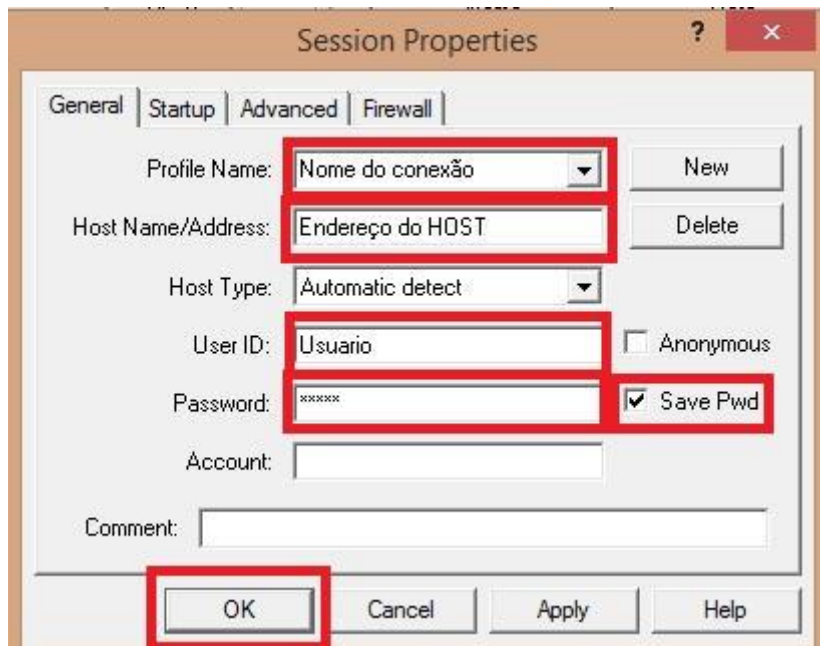 Session Properties ?
General Startup Advanced Firewall
Profile Name: Nome do conexão New
Host Name/Address: Endereço do HOST Delete
Host Type: Automatic detect
User ID: Usuario Anonymous
Password: xxxxx Save Pwd
Account:
Comment:
OK Cancel Apply Help